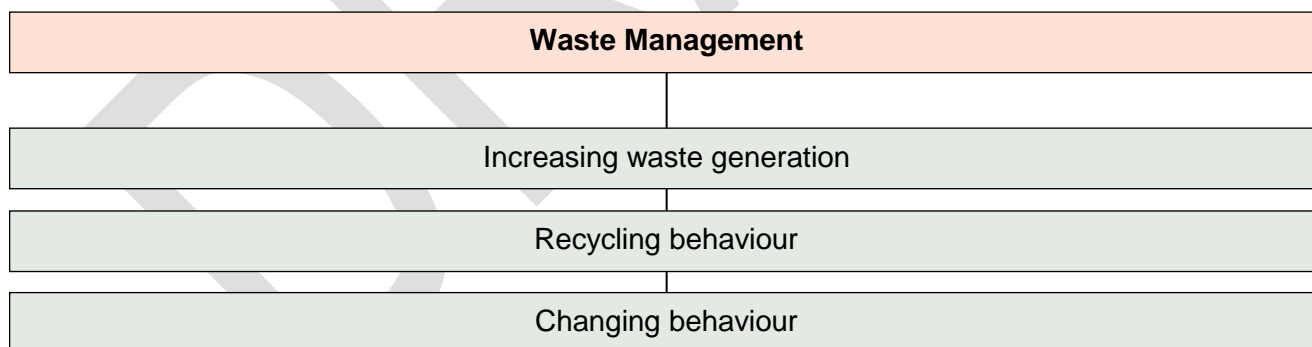 Waste Management
Increasing waste generation
Recycling behaviour
Changing behaviour